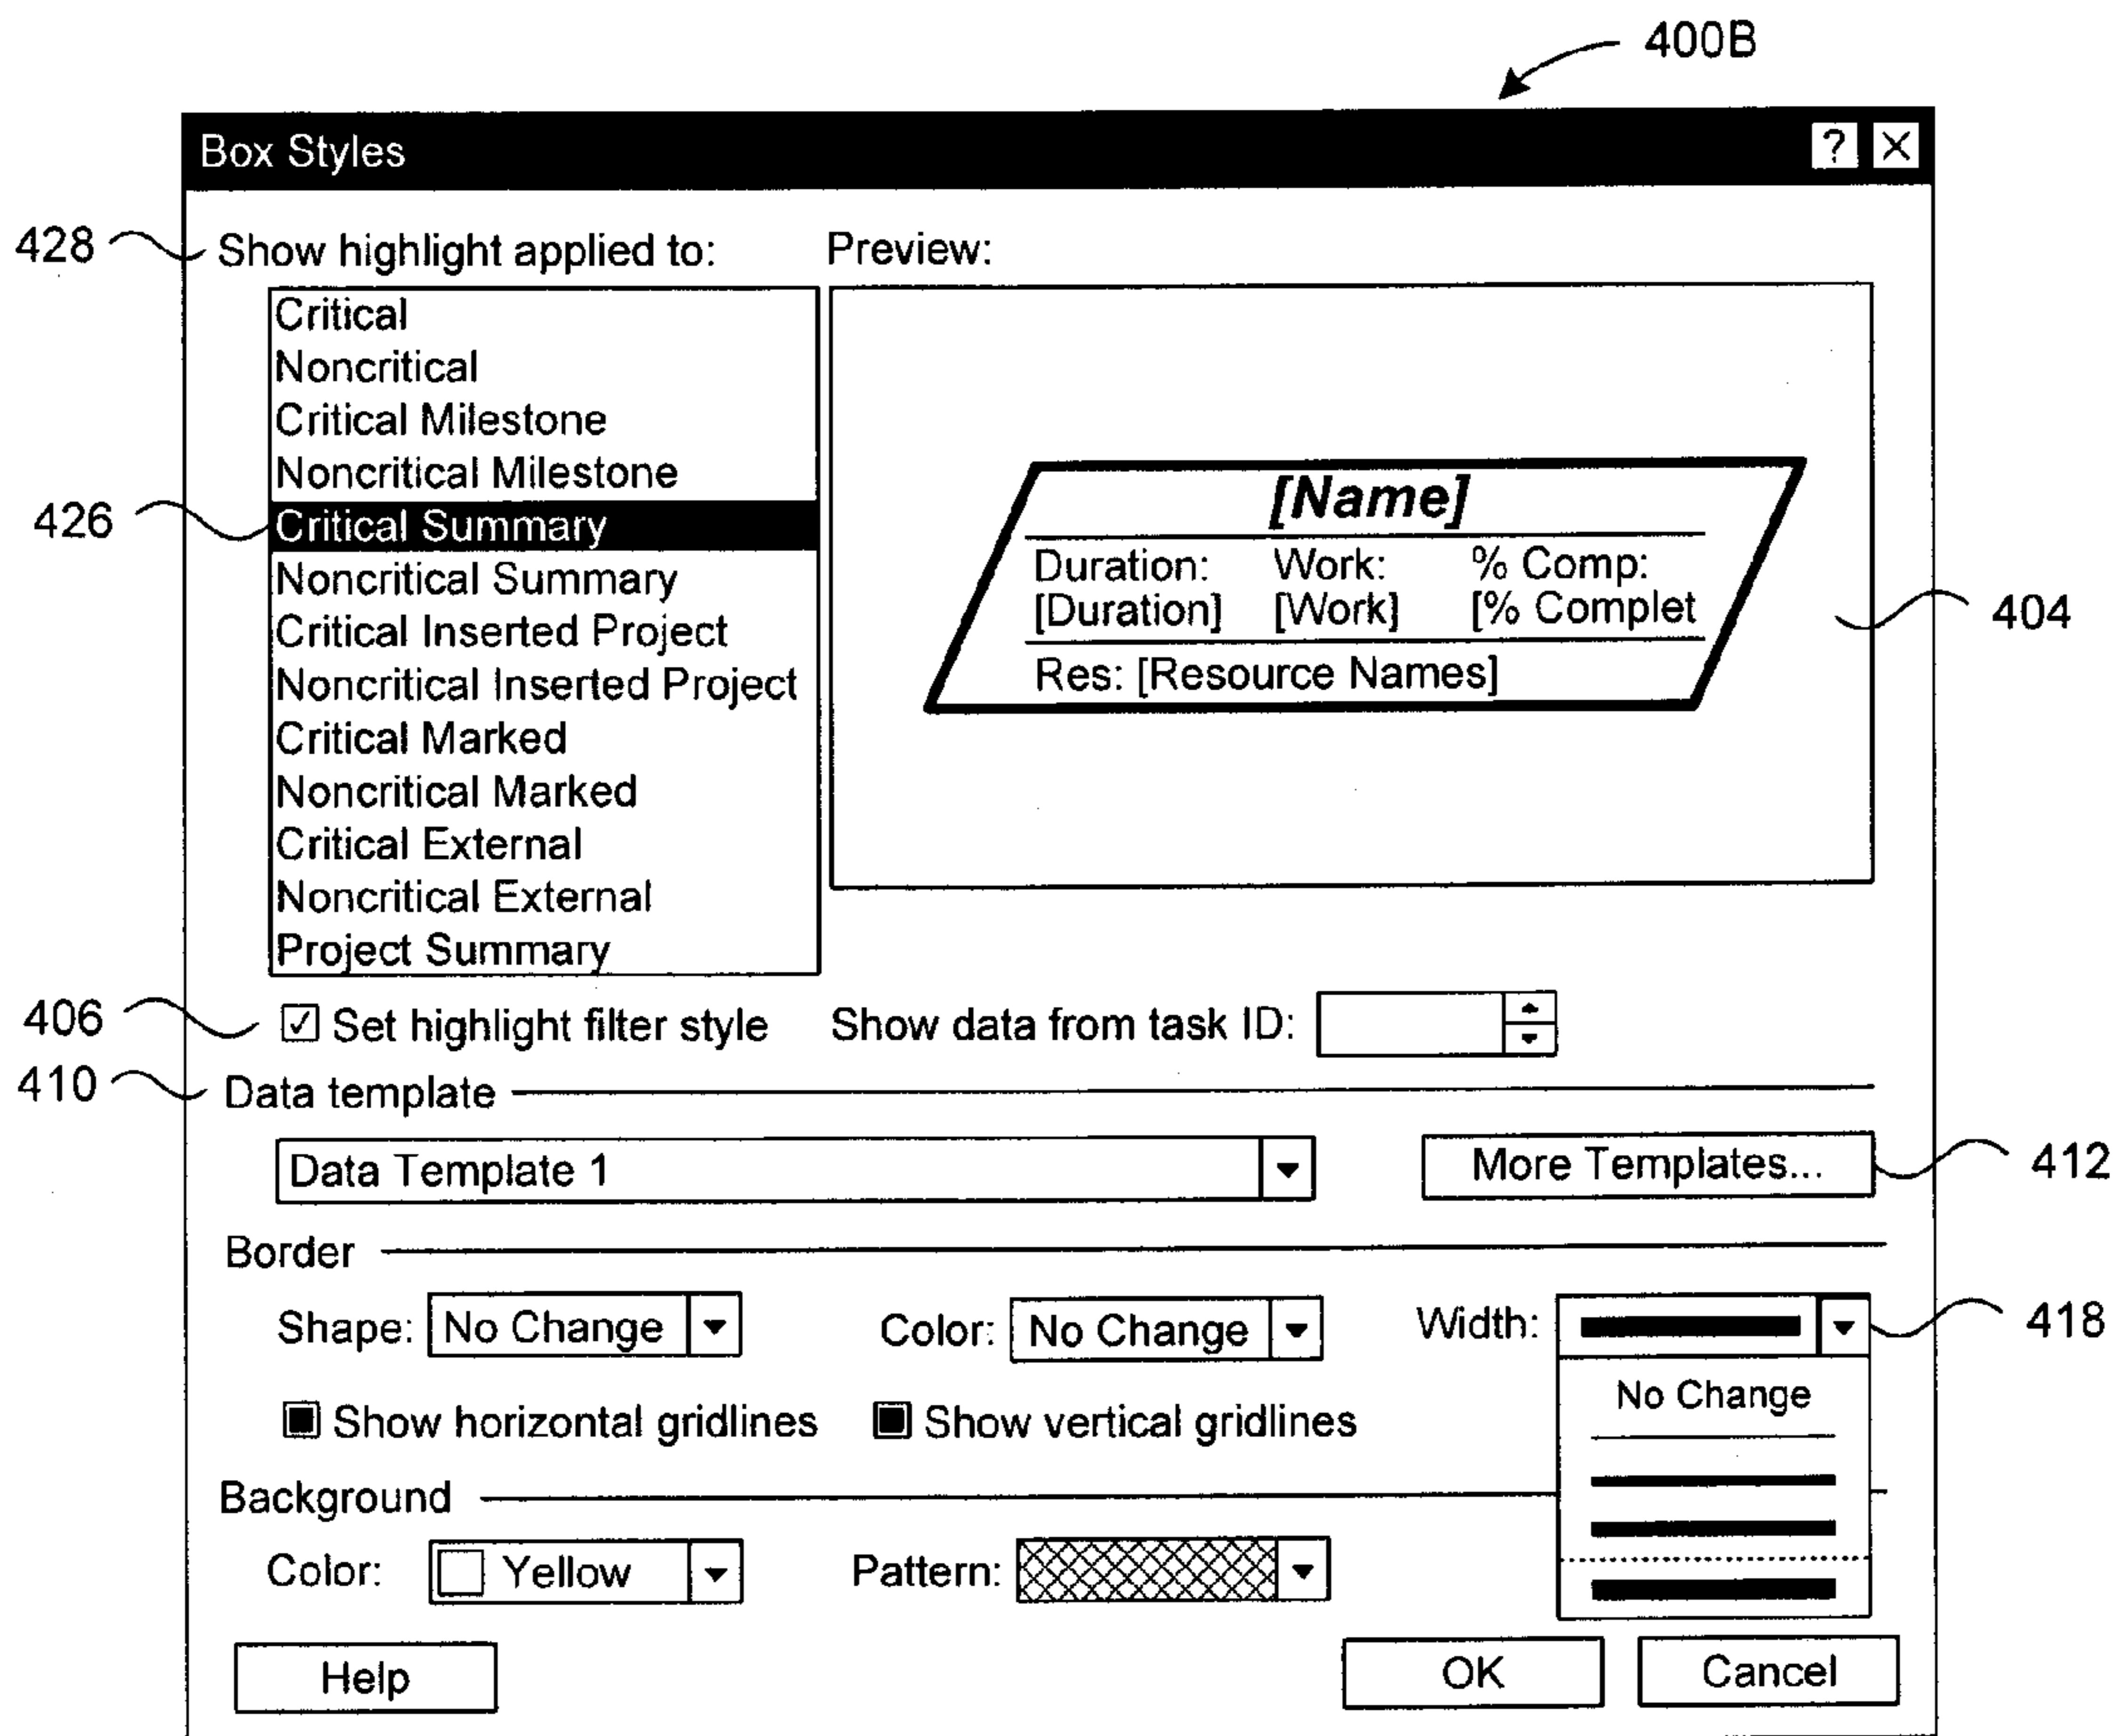 400B
Box Styles ? X
428 Show highlight applied to: Preview:
Critical
Noncritical
Critical Milestone
Noncritical Milestone
426 Critical Summary
Noncritical Summary
Critical Inserted Project
Noncritical Inserted Project
Critical Marked
Noncritical Marked
Critical External
Noncritical External
Project Summary
[Name]
Duration: Work: % Comp:
[Duration] [Work] [% Complet
Res: [Resource Names]
404
406 Set highlight filter style Show data from task ID:
410 Data template
Data Template 1 More Templates... 412
Border
Shape: No Change Color: No Change Width: 418
No Change
Show horizontal gridlines Show vertical gridlines
Background
Color: Yellow Pattern:
Help OK Cancel